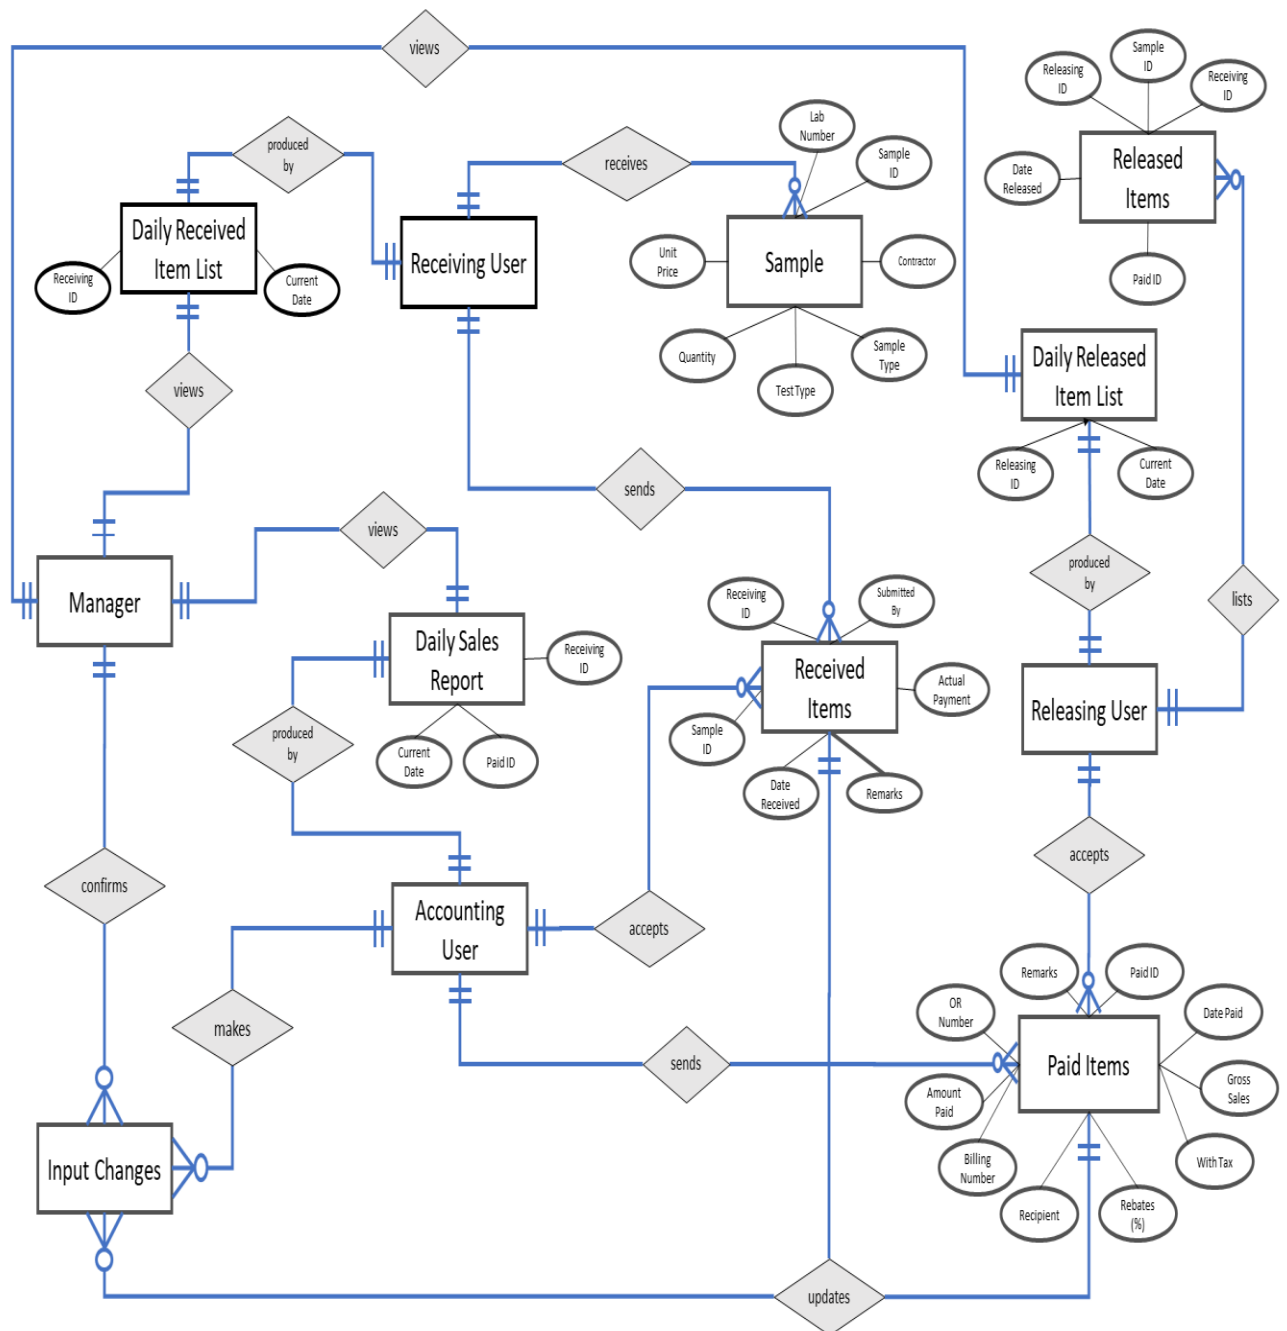 views
Sample
ID
Releasing
ID
Receiving
ID
Lab
Number
produced
by
receives
Sample
ID
Released
Items
Date
Released
Daily Received
Item List
Receiving User
Unit
Price
Sample
Contractor
Receiving
ID
Current
Date
Paid ID
Quantity
Sample
Type
Test Type
Daily Released
Item List
views
Releasing
ID
Current
Date
sends
views
produced
by
Manager
Receiving
ID
Submitted
By
lists
Daily Sales
Report
Receiving
ID
Received
Items
Actual
Payment
Releasing User
Sample
ID
produced
by
Current
Date
Paid ID
Date
Received
Remarks
accepts
confirms
Accounting
User
accepts
Remarks
Paid ID
OR
Number
Date Paid
makes
sends
Paid Items
Gross
Sales
Amount
Paid
Input Changes
Billing
Number
With Tax
Recipient
Rebates
(%)
updates